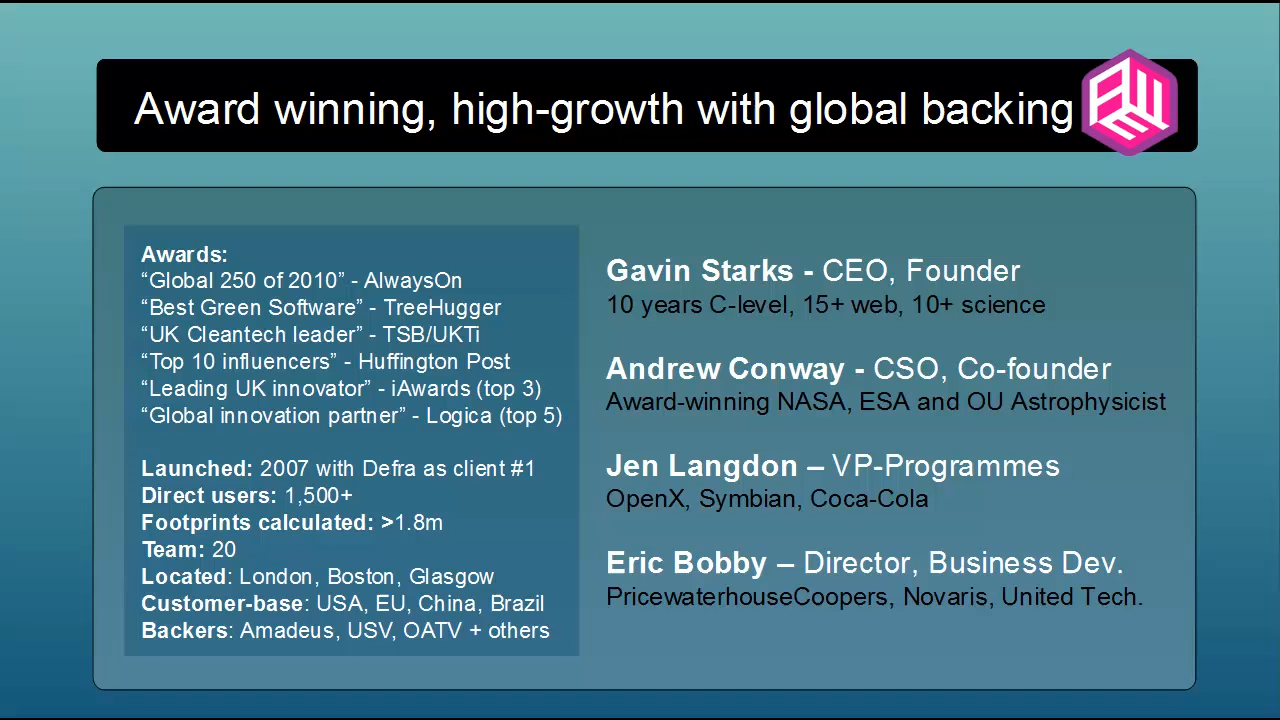 Award winning, high-growth with global backing
Awards:
“Global 250 of 2010” - AlwaysOn
“Best Green Software” - TreeHugger
“UK Cleantech leader” - TSB/UKTi
“Top 10 influencers” - Huffington Post
“Leading UK innovator” - iAwards (top 3)
“Global innovation partner” - Logica (top 5)
Launched: 2007 with Defra as client #1
Direct users: 1,500+
Footprints calculated: >1.8m
Team: 20
Located: London, Boston, Glasgow
Customer-base: USA, EU, China, Brazil
Backers: Amadeus, USV, OATV + others
Gavin Starks - CEO, Founder
10 years C-level, 15+ web, 10+ science
Andrew Conway - CSO, Co-founder
Award-winning NASA, ESA and OU Astrophysicist
Jen Langdon – VP-Programmes
OpenX, Symbian, Coca-Cola
Eric Bobby – Director, Business Dev.
PricewaterhouseCoopers, Novaris, United Tech.